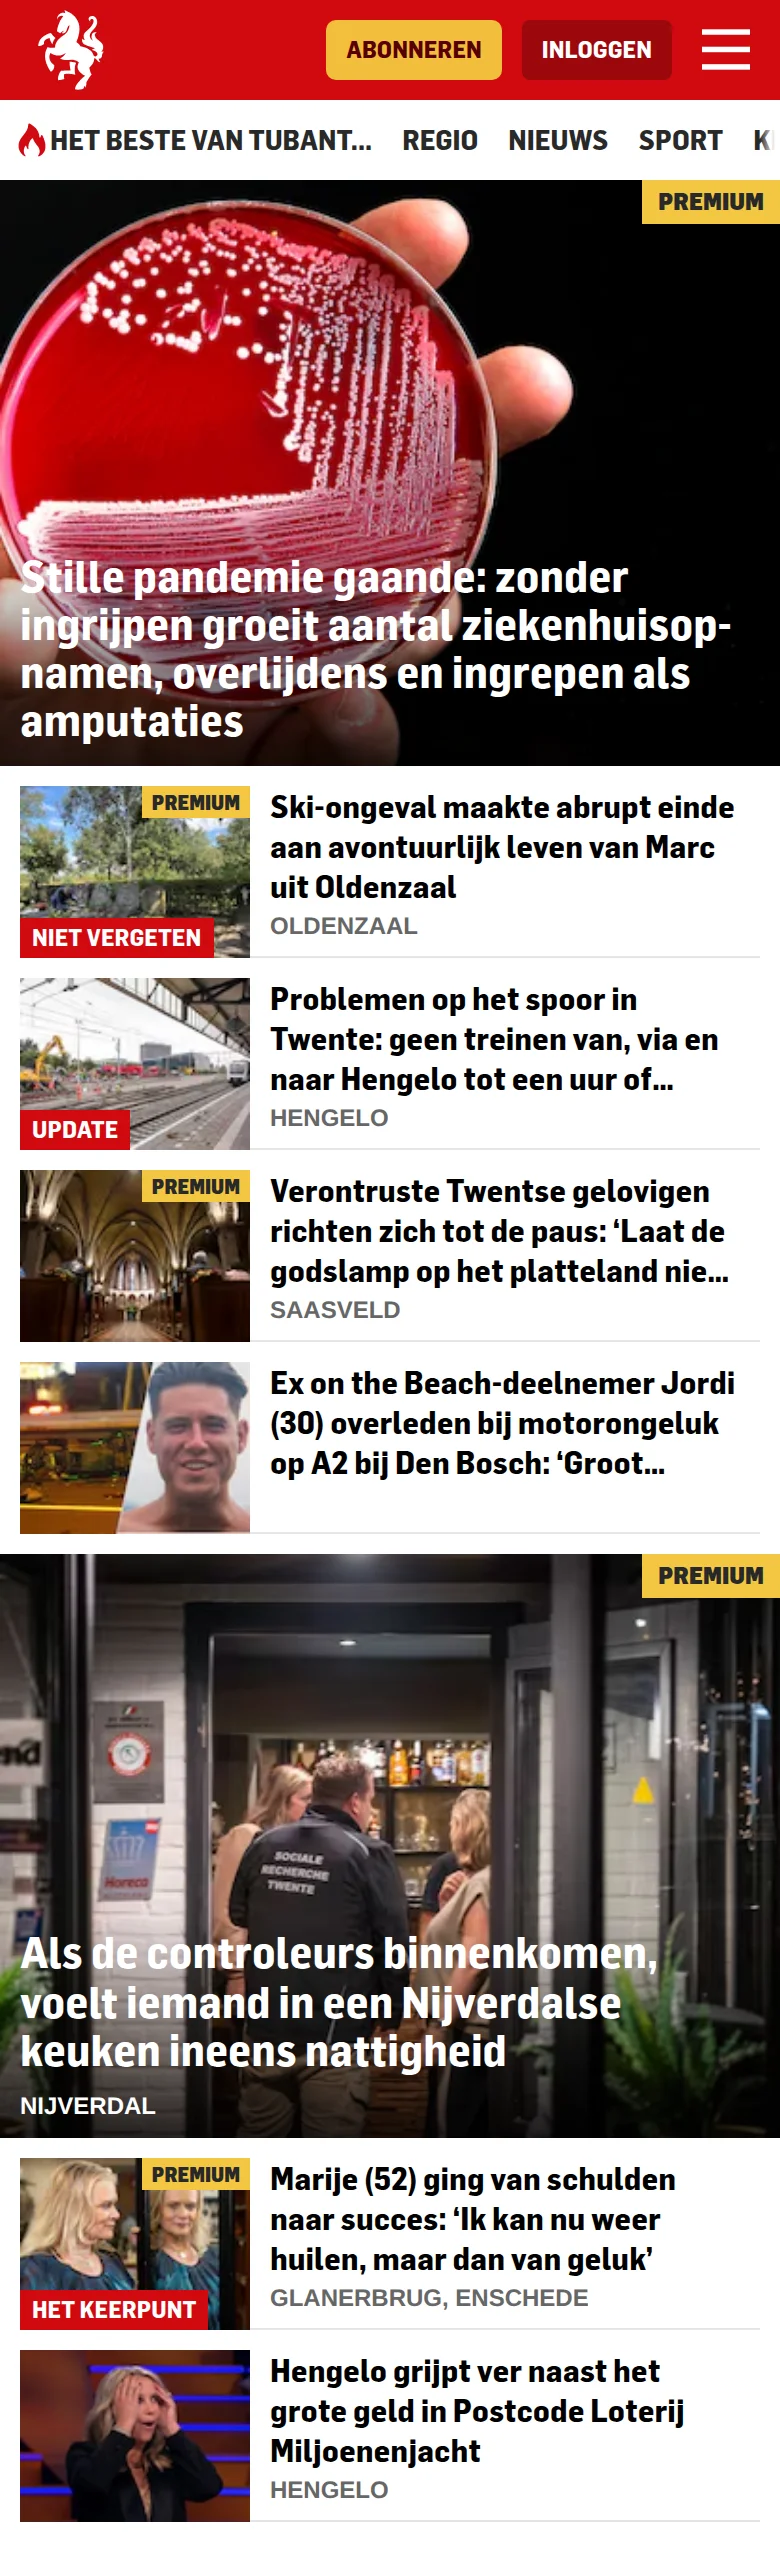 ABONNEREN
INLOGGEN
HET BESTE VAN TUBANT...
REGIO
NIEUWS
SPORT
PREMIUM
Stille pandemie gaande: zonder
ingrijpen groeit aantal ziekenhuisop-
namen, overlijdens en ingrepen als
amputaties
PREMIUM
NIET VERGETEN
Ski-ongeval maakte abrupt einde
aan avontuurlijk leven van Marc
uit Oldenzaal
OLDENZAAL
UPDATE
Problemen op het spoor in
Twente: geen treinen van, via en
naar Hengelo tot een uur of...
HENGELO
PREMIUM
Verontruste Twentse gelovigen
richten zich tot de paus: ‘Laat de
godslamp op het platteland nie...
SAASVELD
Ex on the Beach-deelnemer Jordi
(30) overleden bij motorongeluk
op A2 bij Den Bosch: ‘Groot...
PREMIUM
Horeca
SOCIALE
RECHERCHE
TWENTE
Als de controleurs binnenkomen,
voelt iemand in een Nijverdalse
keuken ineens nattigheid
NIJVERDAL
PREMIUM
HET KEERPUNT
Marije (52) ging van schulden
naar succes: ‘Ik kan nu weer
huilen, maar dan van geluk’
GLANERBRUG, ENSCHEDE
Hengelo grijpt ver naast het
grote geld in Postcode Loterij
Miljoenenjacht
HENGELO